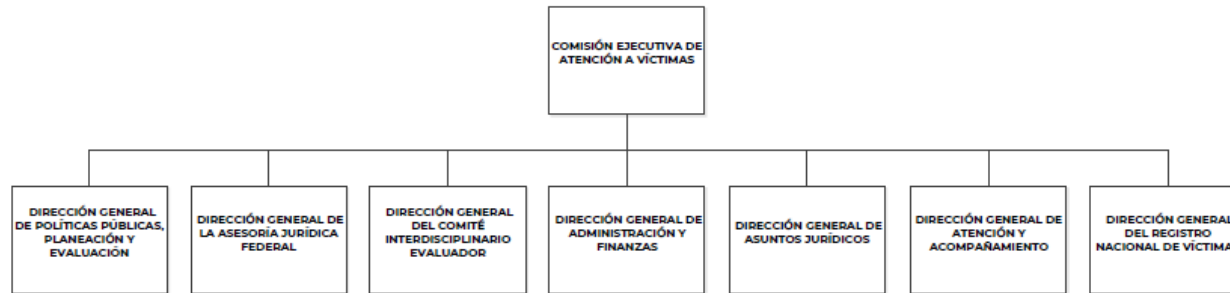 COMISIÓN EJECUTIVA DE
ATENCIÓN A VÍCTIMAS
DIRECCIÓN GENERAL
DE POLÍTICAS PÚBLICAS,
PLANEACIÓN Y
EVALUACIÓN
DIRECCIÓN GENERAL DE
LA ASESORÍA JURÍDICA
FEDERAL
DIRECCIÓN GENERAL
DEL COMITÉ
INTERDISCIPLINARIO
EVALUADOR
DIRECCIÓN GENERAL DE
ADMINISTRACIÓN Y
FINANZAS
DIRECCIÓN GENERAL DE
ASUNTOS JURÍDICOS
DIRECCIÓN GENERAL DE
ATENCIÓN Y
ACOMPAÑAMIENTO
DIRECCIÓN GENERAL
DEL REGISTRO
NACIONAL DE VÍCTIMA